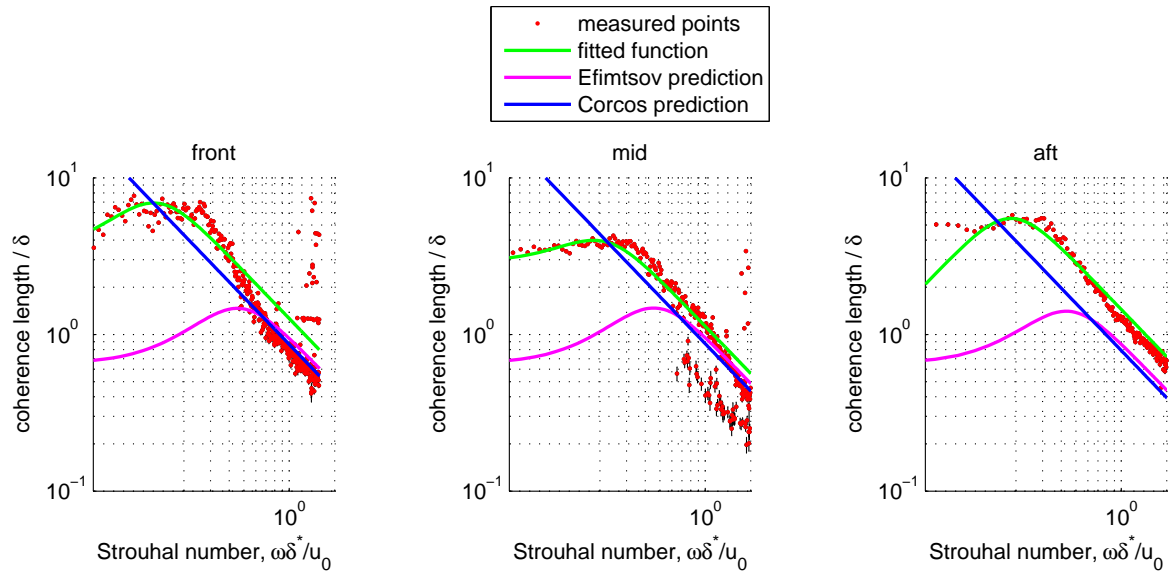 measured points
fitted function
Efimtsov prediction
Corcos prediction
front
mid
aft
10^1
10^0
10^-1
coherence length / δ
10^0
Strouhal number, ωδ*/u_0
10^1
10^0
10^-1
coherence length / δ
10^0
Strouhal number, ωδ*/u_0
10^1
10^0
10^-1
coherence length / δ
10^0
Strouhal number, ωδ*/u_0